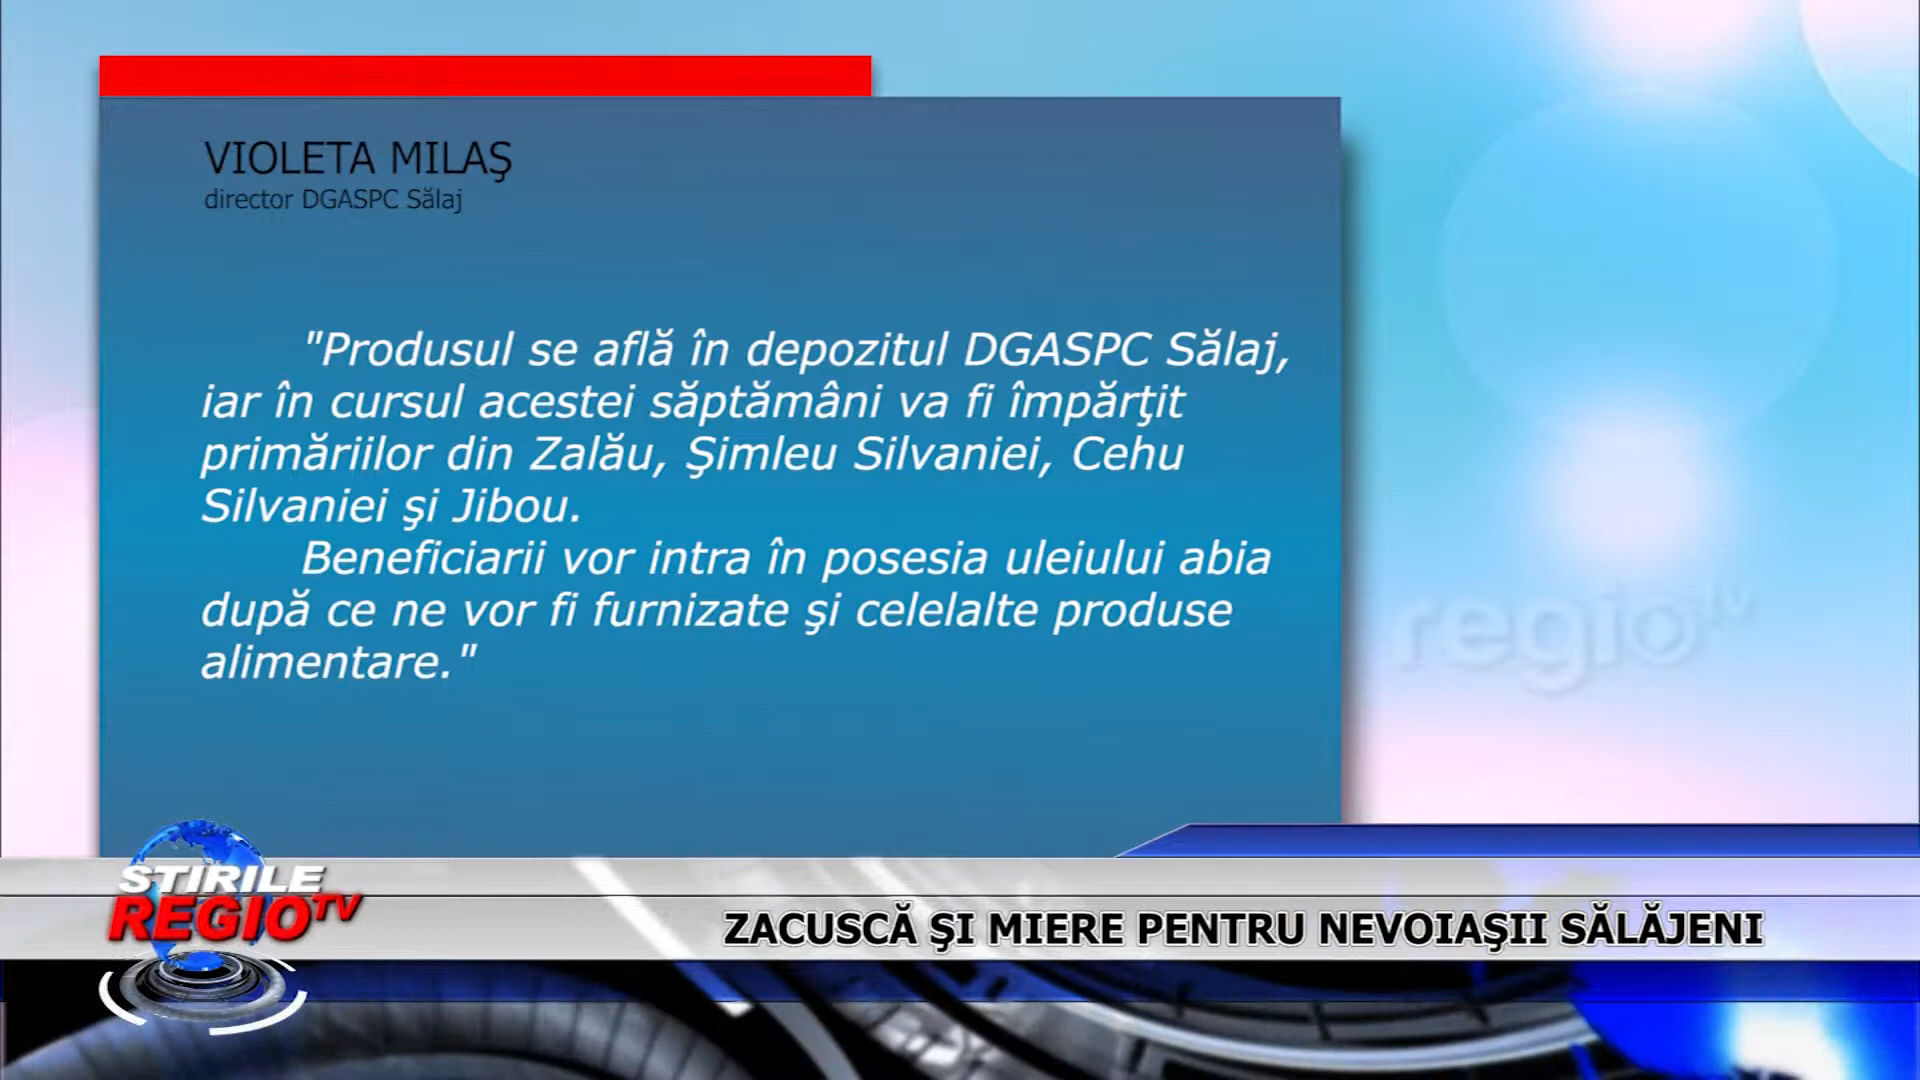 VIOLETA MILAŞ
director DGASPC Sălaj
"Produsul se află în depozitul DGASPC Sălaj,
iar în cursul acestei săptămâni va fi împărţit
primăriilor din Zalău, Şimleu Silvaniei, Cehu
Silvaniei şi Jibou.
Beneficiarii vor intra în posesia uleiului abia
după ce ne vor fi furnizate şi celelalte produse
alimentare."
regio tv
STIRILE
REGIO TV
ZACUSCĂ ŞI MIERE PENTRU NEVOIAŞII SĂLĂJENI